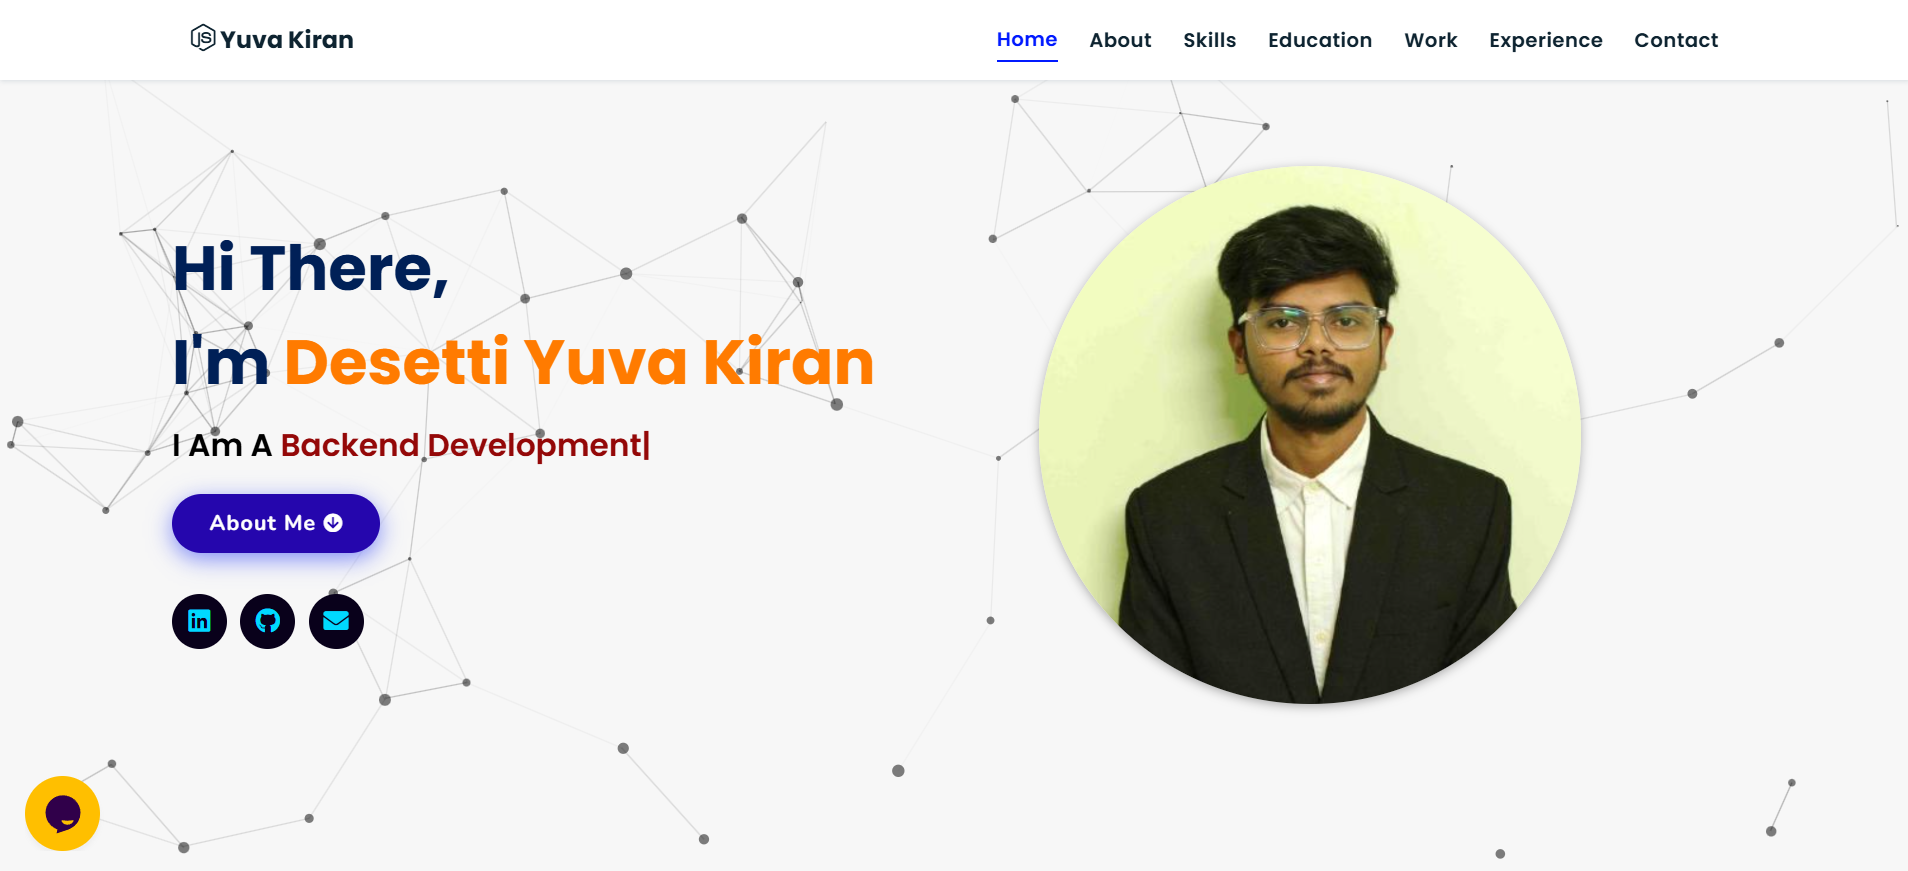 Yuva Kiran
Home About Skills Education Work Experience Contact
Hi There,
I'm Desetti Yuva Kiran
I Am A Backend Development|
About Me